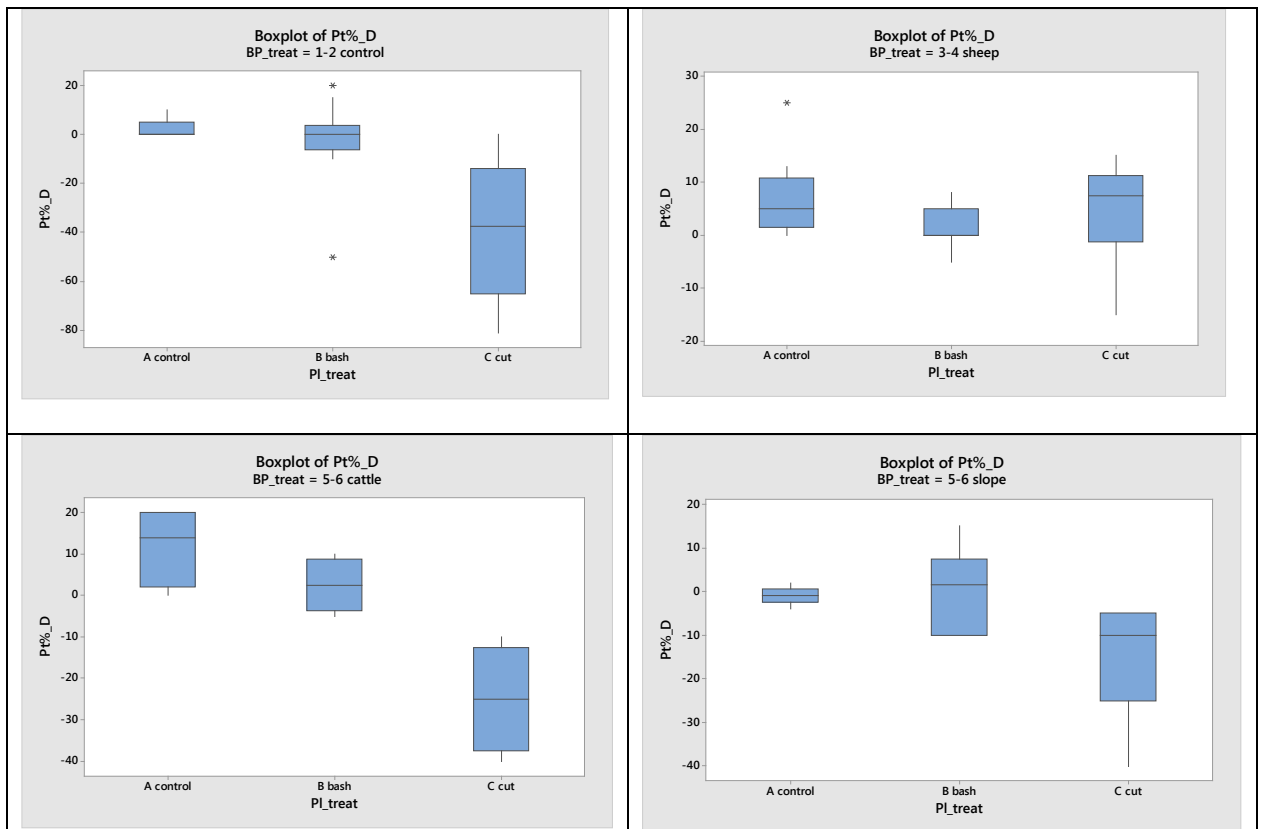 Boxplot of Pt%_D
BP_treat = 1-2 control
20
0
-20
-40
-60
-80
Pt%_D
A control B bash C cut
Pl_treat
Boxplot of Pt%_D
BP_treat = 3-4 sheep
30
20
10
0
-10
-20
Pt%_D
A control B bash C cut
Pl_treat
Boxplot of Pt%_D
BP_treat = 5-6 cattle
20
10
0
-10
-20
-30
-40
Pt%_D
A control B bash C cut
Pl_treat
Boxplot of Pt%_D
BP_treat = 5-6 slope
20
10
0
-10
-20
-30
-40
Pt%_D
A control B bash C cut
Pl_treat